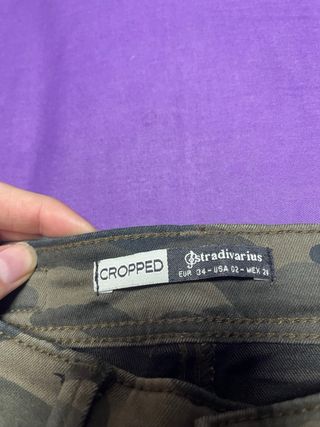 CROPPED
stradivarius
EUR 34 - USA 02 - MEX 24